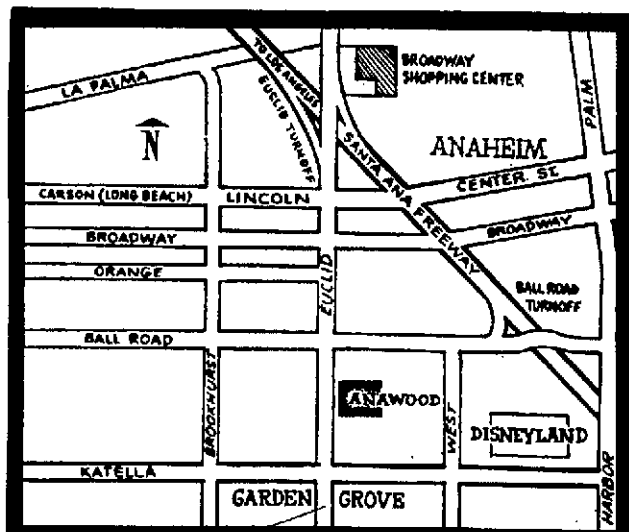 TO LOS ANGELES
BROADWAY
SHOPPING CENTER
LA PALMA
EUCLID TURNOFF
PALM
N
SANTA ANA FREEWAY
ANAHEIM
CENTER ST.
CARSON (LONG BEACH)
LINCOLN
BROADWAY
BROADWAY
ORANGE
EUCLID
BALL ROAD
TURNOFF
BALL ROAD
BROOKHURST
ANAWOOD
WEST
DISNEYLAND
HARBOR
KATELLA
GARDEN GROVE